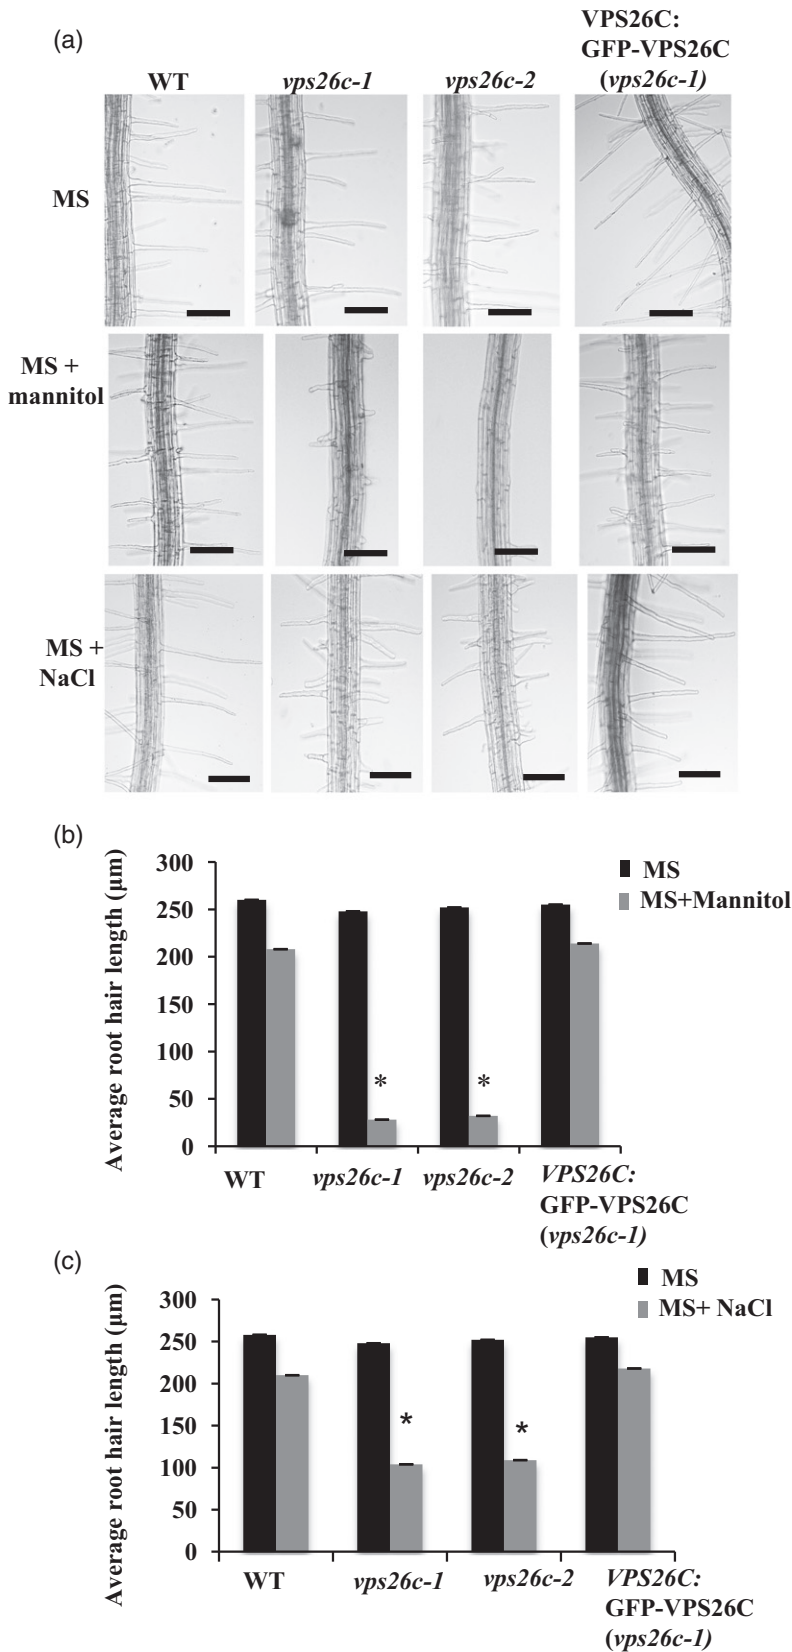 (a)
WT
vps26c-1
vps26c-2
VPS26C:
GFP-VPS26C
(vps26c-1)
MS
MS +
mannitol
MS +
NaCl
(b)
Average root hair length (μm)
300
250
200
150
100
50
0
MS
MS+Mannitol
*
*
WT
vps26c-1
vps26c-2
VPS26C:
GFP-VPS26C
(vps26c-1)
(c)
Average root hair length (μm)
300
250
200
150
100
50
0
MS
MS+ NaCl
*
*
WT
vps26c-1
vps26c-2
VPS26C:
GFP-VPS26C
(vps26c-1)